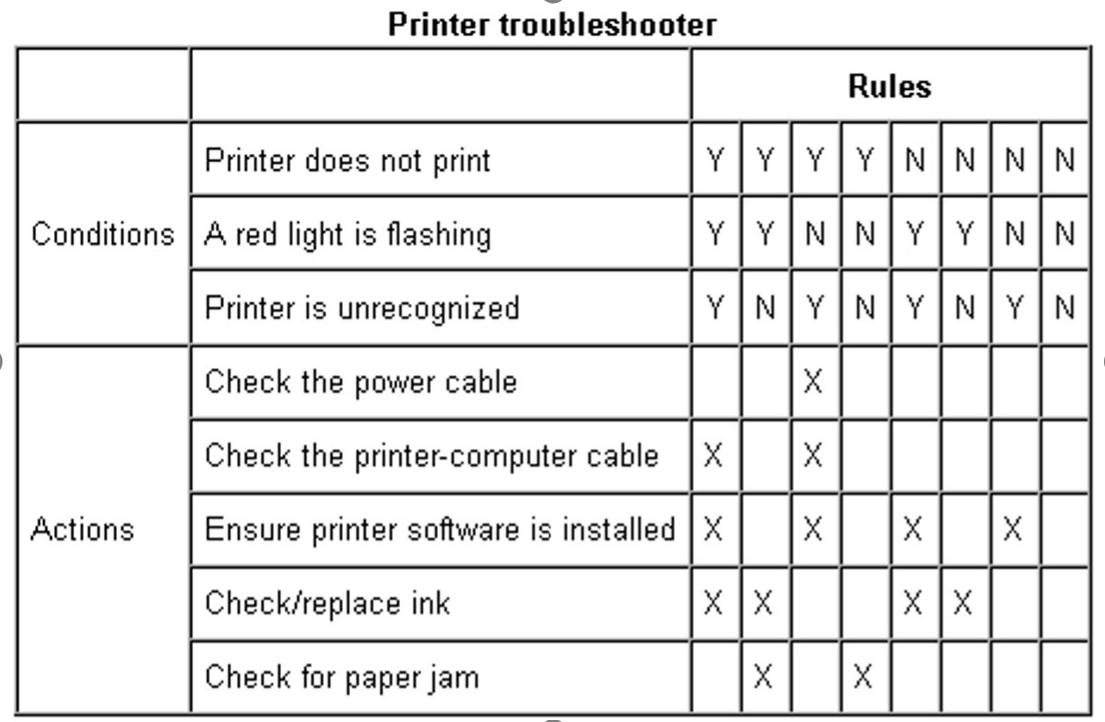 Printer troubleshooter
Rules
Printer does not print Y Y Y Y N N N N
Conditions A red light is flashing Y Y N N Y Y N N
Printer is unrecognized Y N Y N Y N Y N
Check the power cable X
Check the printer-computer cable X X
Actions Ensure printer software is installed X X X X
Check/replace ink X X X X
Check for paper jam X X